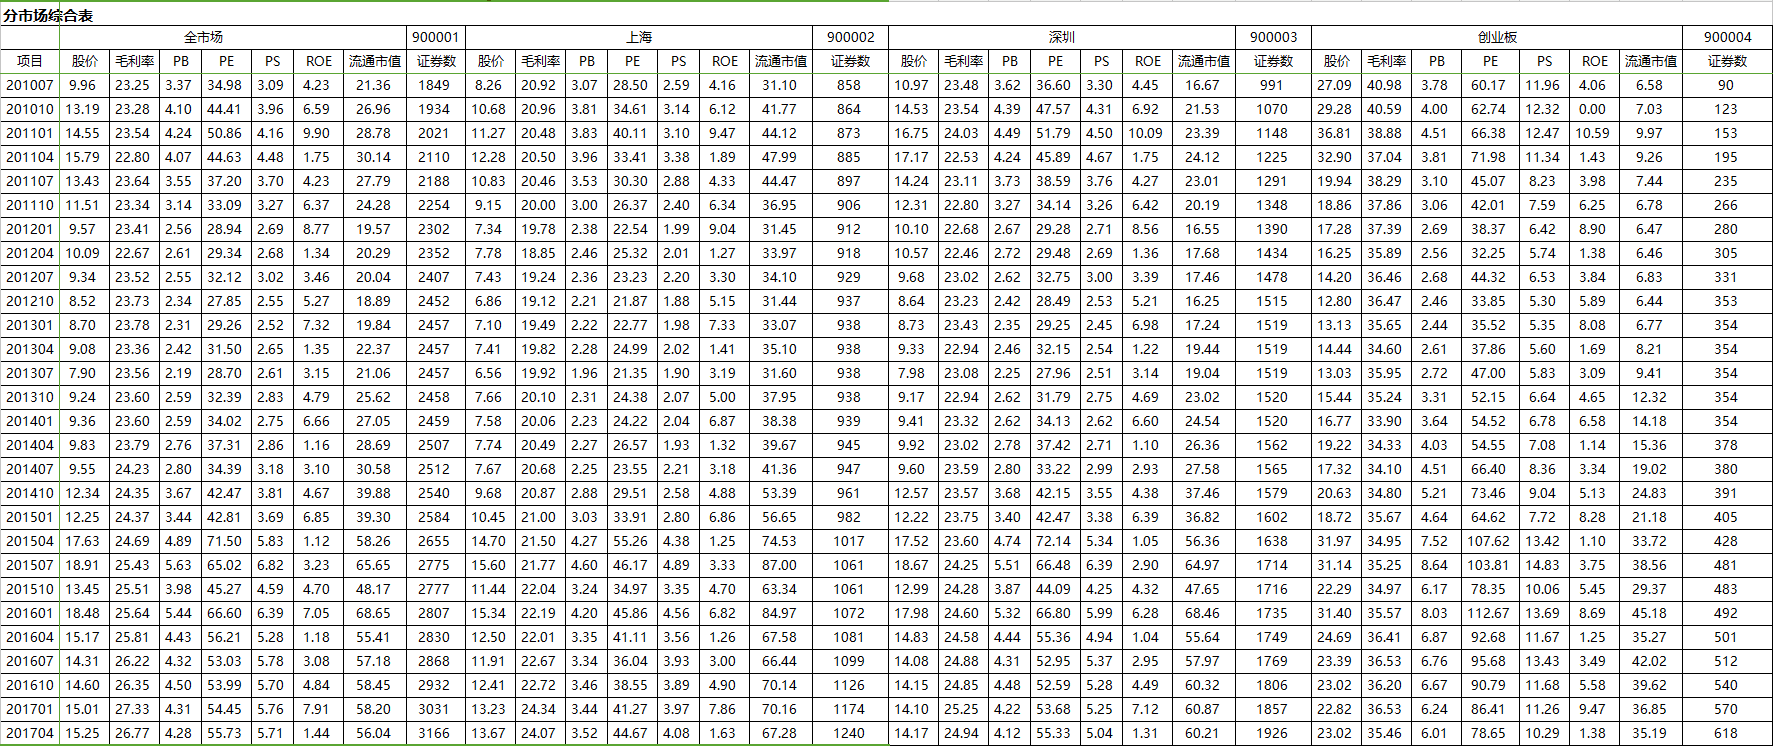 分市场综合表
全市场 900001 上海 900002 深圳 900003 创业板 900004
项目 股价 毛利率 PB PE PS ROE 流通市值 证券数 股价 毛利率 PB PE PS ROE 流通市值 证券数 股价 毛利率 PB PE PS ROE 流通市值 证券数 股价 毛利率 PB PE PS ROE 流通市值 证券数
201007 9.96 23.25 3.37 34.98 3.09 4.23 21.36 1849 8.26 20.92 3.07 28.50 2.59 4.16 31.10 858 10.97 23.48 3.62 36.60 3.30 4.45 16.67 991 27.09 40.98 3.78 60.17 11.96 4.06 6.58 90
201010 13.19 23.28 4.10 44.41 3.96 6.59 26.96 1934 10.68 20.96 3.81 34.61 3.14 6.12 41.77 864 14.53 23.54 4.39 47.57 4.31 6.92 21.53 1070 29.28 40.59 4.00 62.74 12.32 0.00 7.03 123
201101 14.55 23.54 4.24 50.86 4.16 9.90 28.78 2021 11.27 20.48 3.83 40.11 3.10 9.47 44.12 873 16.75 24.03 4.49 51.79 4.50 10.09 23.39 1148 36.81 38.88 4.51 66.38 12.47 10.59 9.97 153
201104 15.79 22.80 4.07 44.63 4.48 1.75 30.14 2110 12.28 20.50 3.96 33.41 3.38 1.89 47.99 885 17.17 22.53 4.24 45.89 4.67 1.75 24.12 1225 32.90 37.04 3.81 71.98 11.34 1.43 9.26 195
201107 13.43 23.64 3.55 37.20 3.70 4.23 27.79 2188 10.83 20.46 3.53 30.30 2.88 4.33 44.47 897 14.24 23.11 3.73 38.59 3.76 4.27 23.01 1291 19.94 38.29 3.10 45.07 8.23 3.98 7.44 235
201110 11.51 23.34 3.14 33.09 3.27 6.37 24.28 2254 9.15 20.00 3.00 26.37 2.40 6.34 36.95 906 12.31 22.80 3.27 34.14 3.26 6.42 20.19 1348 18.86 37.86 3.06 42.01 7.59 6.25 6.78 266
201201 9.57 23.41 2.56 28.94 2.69 8.77 19.57 2302 7.34 19.78 2.38 22.54 1.99 9.04 31.45 912 10.10 22.68 2.67 29.28 2.71 8.56 16.55 1390 17.28 37.39 2.69 38.37 6.42 8.90 6.47 280
201204 10.09 22.67 2.61 29.34 2.68 1.34 20.29 2352 7.78 18.85 2.46 25.32 2.01 1.27 33.97 918 10.57 22.46 2.72 29.48 2.69 1.36 17.68 1434 16.25 35.89 2.56 32.25 5.74 1.38 6.46 305
201207 9.34 23.52 2.55 32.12 3.02 3.46 20.04 2407 7.43 19.24 2.36 23.23 2.20 3.30 34.10 929 9.68 23.02 2.62 32.75 3.00 3.39 17.46 1478 14.20 36.46 2.68 44.32 6.53 3.84 6.83 331
201210 8.52 23.73 2.34 27.85 2.55 5.27 18.89 2452 6.86 19.12 2.21 21.87 1.88 5.15 31.44 937 8.64 23.23 2.42 28.49 2.53 5.21 16.25 1515 12.80 36.47 2.46 33.85 5.30 5.89 6.44 353
201301 8.70 23.78 2.31 29.26 2.52 7.32 19.84 2457 7.10 19.49 2.22 22.77 1.98 7.33 33.07 938 8.73 23.43 2.35 29.25 2.45 6.98 17.24 1519 13.13 35.65 2.44 35.52 5.35 8.08 6.77 354
201304 9.08 23.36 2.42 31.50 2.65 1.35 22.37 2457 7.41 19.82 2.28 24.99 2.02 1.41 35.10 938 9.33 22.94 2.46 32.15 2.54 1.22 19.44 1519 14.44 34.60 2.61 37.86 5.60 1.69 8.21 354
201307 7.90 23.56 2.19 28.70 2.61 3.15 21.06 2457 6.56 19.92 1.96 21.35 1.90 3.19 31.60 938 7.98 23.08 2.25 27.96 2.51 3.14 19.04 1519 13.03 35.95 2.72 47.00 5.83 3.09 9.41 354
201310 9.24 23.60 2.59 32.39 2.83 4.79 25.62 2458 7.66 20.10 2.31 24.38 2.07 5.00 37.95 938 9.17 22.94 2.62 31.79 2.75 4.69 23.02 1520 15.44 35.24 3.31 52.15 6.64 4.65 12.32 354
201401 9.36 23.60 2.59 34.02 2.75 6.66 27.05 2459 7.58 20.06 2.23 24.22 2.04 6.87 38.38 939 9.41 23.32 2.62 34.13 2.62 6.60 24.54 1520 16.77 33.90 3.64 54.52 6.78 6.58 14.18 354
201404 9.83 23.79 2.76 37.31 2.86 1.16 28.69 2507 7.74 20.49 2.27 26.57 1.93 1.32 39.67 945 9.92 23.02 2.78 37.42 2.71 1.10 26.36 1562 19.22 34.33 4.03 54.55 7.08 1.14 15.36 378
201407 9.55 24.23 2.80 34.39 3.18 3.10 30.58 2512 7.67 20.68 2.25 23.55 2.21 3.18 41.36 947 9.60 23.59 2.80 33.22 2.99 2.93 27.58 1565 17.32 34.10 4.51 66.40 8.36 3.34 19.02 380
201410 12.34 24.35 3.67 42.47 3.81 4.67 39.88 2540 9.68 20.87 2.88 29.51 2.58 4.88 53.39 961 12.57 23.57 3.68 42.15 3.55 4.38 37.46 1579 20.63 34.80 5.21 73.46 9.04 5.13 24.83 391
201501 12.25 24.37 3.44 42.81 3.69 6.85 39.30 2584 10.45 21.00 3.03 33.91 2.80 6.86 56.65 982 12.22 23.75 3.40 42.47 3.38 6.39 36.82 1602 18.72 35.67 4.64 64.62 7.72 8.28 21.18 405
201504 17.63 24.69 4.89 71.50 5.83 1.12 58.26 2655 14.70 21.50 4.27 55.26 4.38 1.25 74.53 1017 17.52 23.60 4.74 72.14 5.34 1.05 56.36 1638 31.97 34.95 7.52 107.62 13.42 1.10 33.72 428
201507 18.91 25.43 5.63 65.02 6.82 3.23 65.65 2775 15.60 21.77 4.60 46.17 4.89 3.33 87.00 1061 18.67 24.25 5.51 66.48 6.39 2.90 64.97 1714 31.14 35.25 8.64 103.81 14.83 3.75 38.56 481
201510 13.45 25.51 3.98 45.27 4.59 4.70 48.17 2777 11.44 22.04 3.24 34.97 3.35 4.70 63.34 1061 12.99 24.28 3.87 44.09 4.25 4.32 47.65 1716 22.29 34.97 6.17 78.35 10.06 5.45 29.37 483
201601 18.48 25.64 5.44 66.60 6.39 7.05 68.65 2807 15.34 22.19 4.20 45.86 4.56 6.82 84.97 1072 17.98 24.60 5.32 66.80 5.99 6.28 68.46 1735 31.40 35.57 8.03 112.67 13.69 8.69 45.18 492
201604 15.17 25.81 4.43 56.21 5.28 1.18 55.41 2830 12.50 22.01 3.35 41.11 3.56 1.26 67.58 1081 14.83 24.58 4.44 55.36 4.94 1.04 55.64 1749 24.69 36.41 6.87 92.68 11.67 1.25 35.27 501
201607 14.31 26.22 4.32 53.03 5.78 3.08 57.18 2868 11.91 22.67 3.34 36.04 3.93 3.00 66.44 1099 14.08 24.88 4.31 52.95 5.37 2.95 57.97 1769 23.39 36.53 6.76 95.68 13.43 3.49 42.02 512
201610 14.60 26.35 4.50 53.99 5.70 4.84 58.45 2932 12.41 22.72 3.46 38.55 3.89 4.90 70.14 1126 14.15 24.85 4.48 52.59 5.28 4.49 60.32 1806 23.02 36.20 6.67 90.79 11.68 5.58 39.62 540
201701 15.01 27.33 4.31 54.45 5.76 7.91 58.20 3031 13.23 24.34 3.44 41.27 3.97 7.86 70.16 1174 14.10 25.25 4.22 53.68 5.25 7.12 60.87 1857 22.82 36.53 6.24 86.41 11.26 9.47 36.85 570
201704 15.25 26.77 4.28 55.73 5.71 1.44 56.04 3166 13.67 24.07 3.52 44.67 4.08 1.63 67.28 1240 14.17 24.94 4.12 55.33 5.04 1.31 60.21 1926 23.02 35.46 6.01 78.65 10.29 1.38 35.19 618